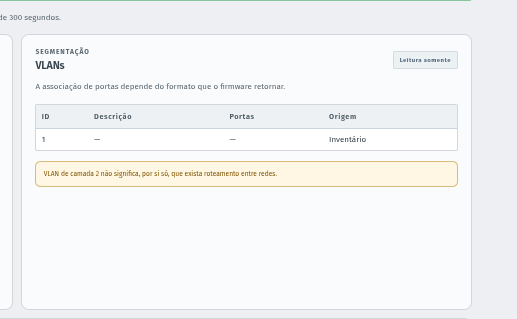 de 300 segundos.
SEGMENTAÇÃO
VLANs
Leitura somente
A associação de portas depende do formato que o firmware retornar.
ID Descrição Portas Origem
1 — — Inventário
VLAN de camada 2 não significa, por si só, que exista roteamento entre redes.